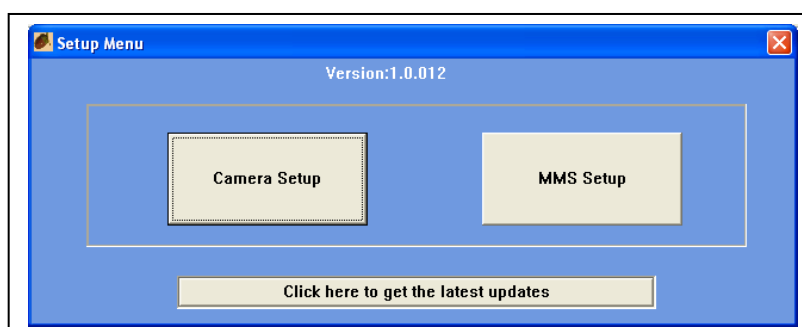 Setup Menu
Version:1.0.012
Camera Setup
MMS Setup
Click here to get the latest updates